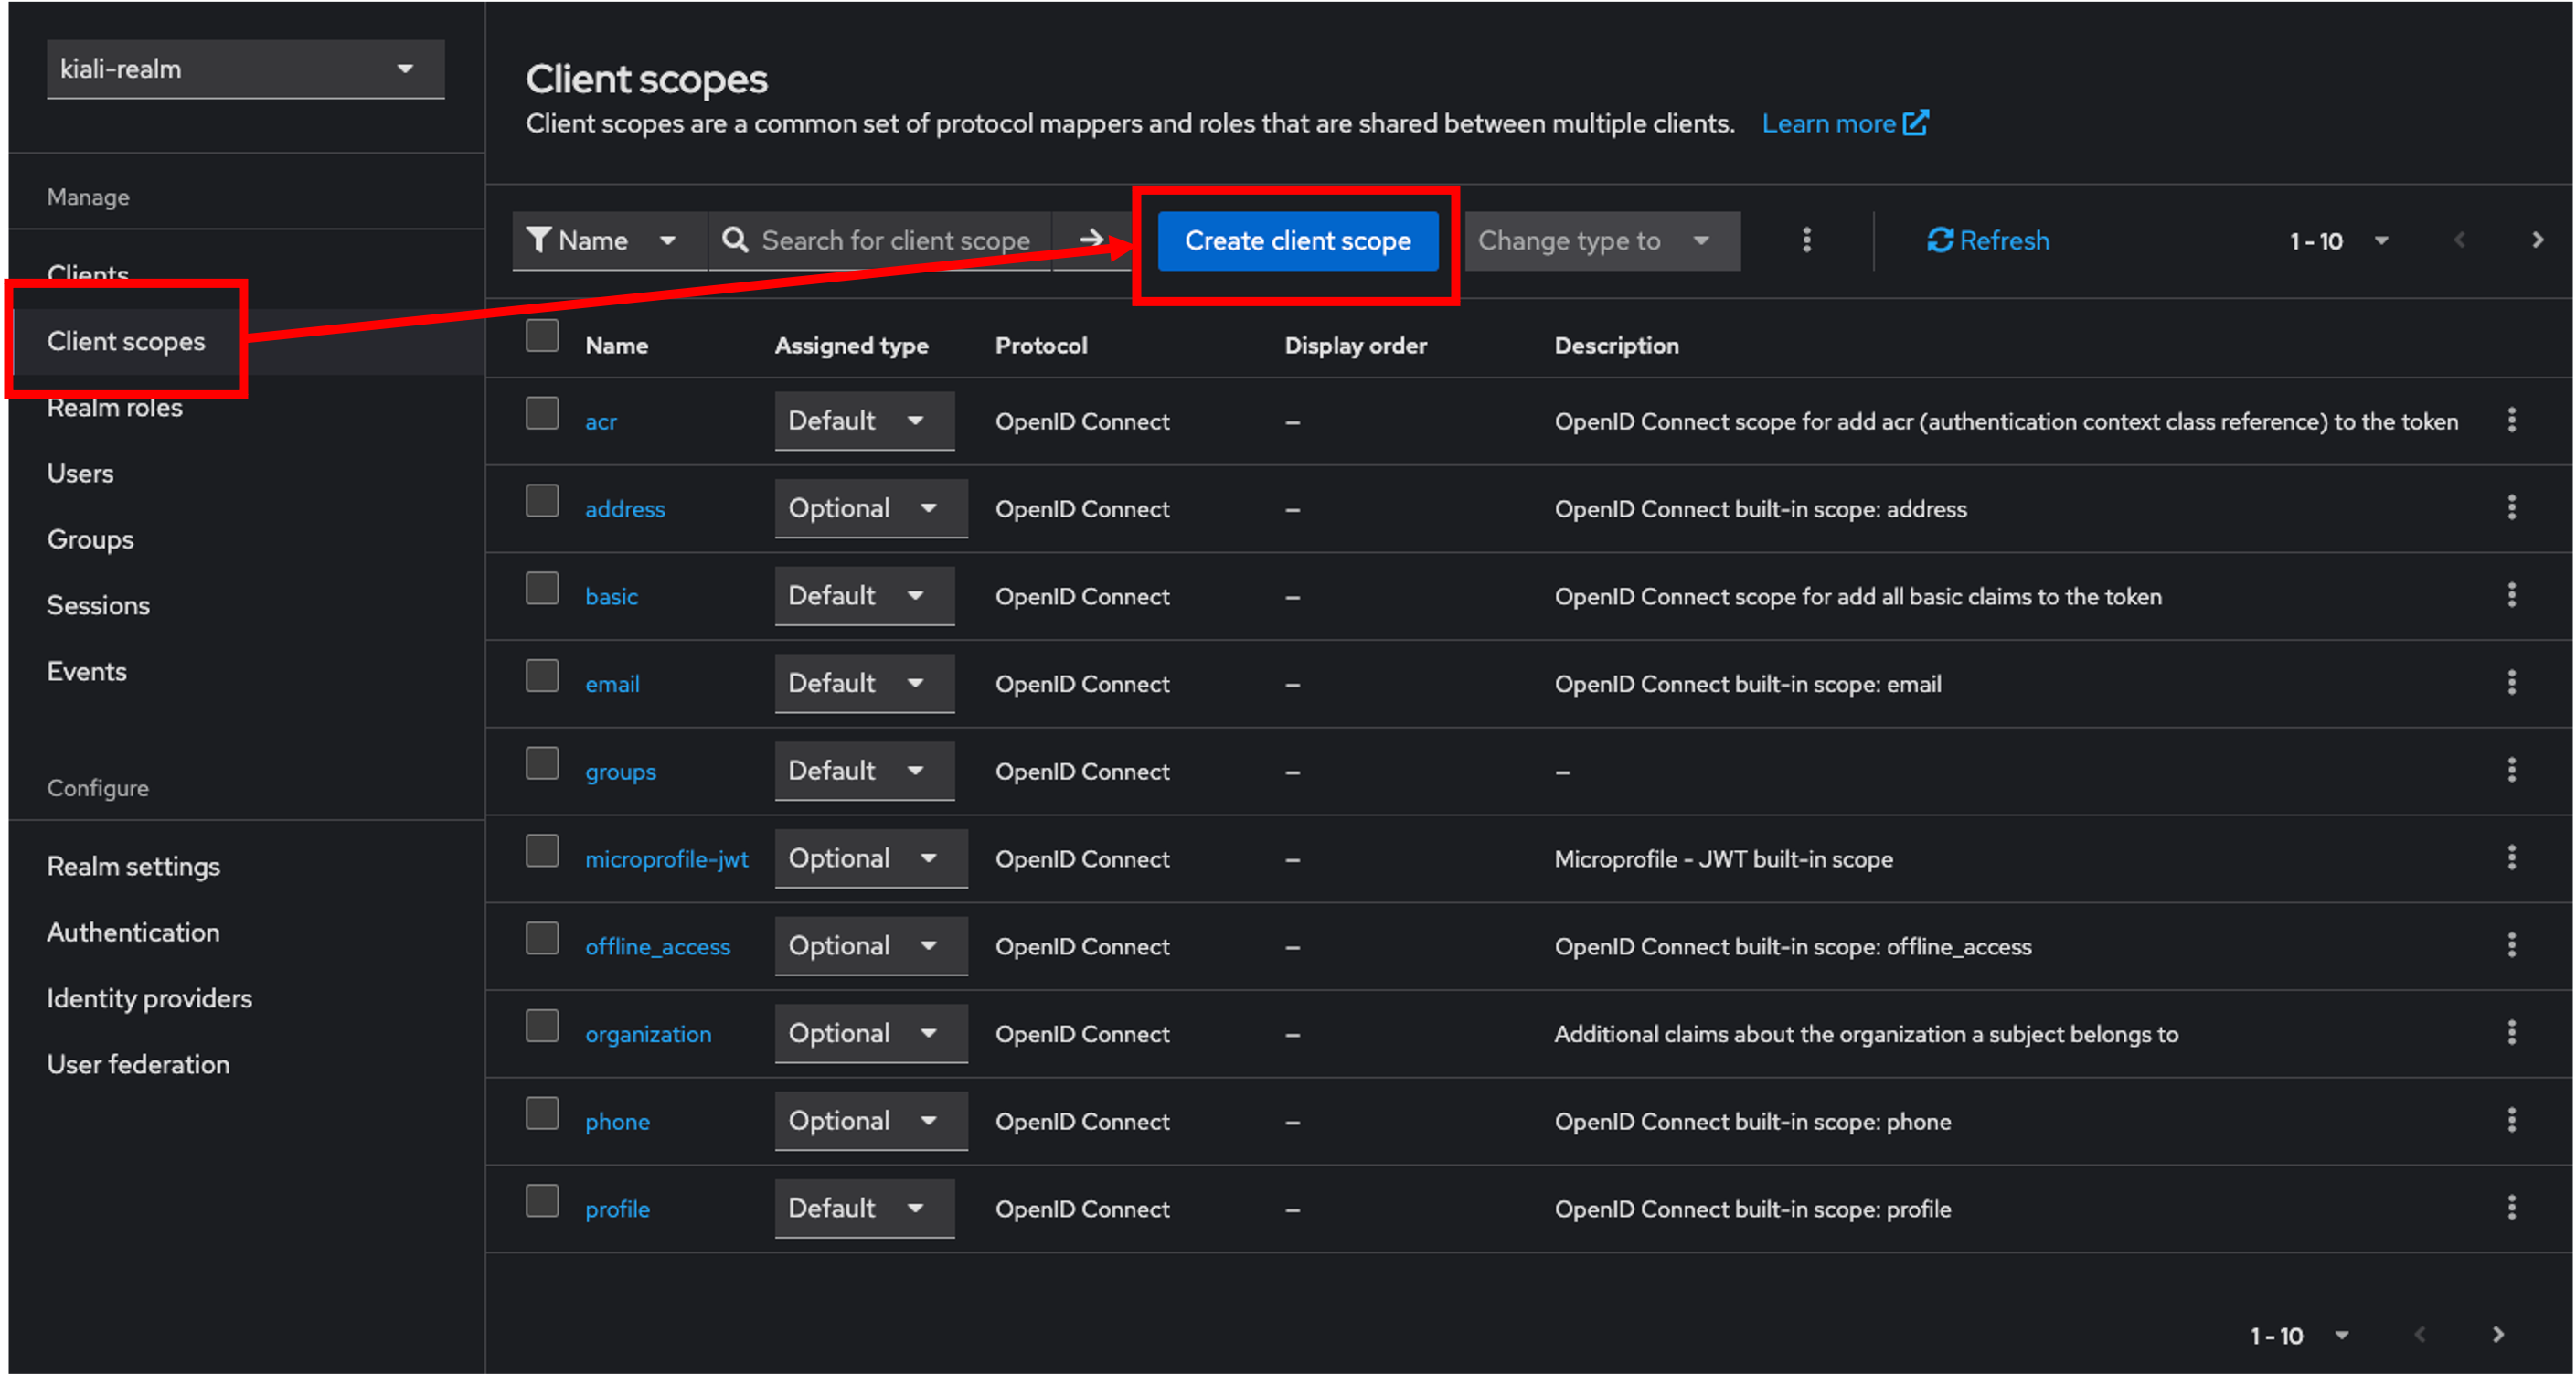 kiali-realm
Manage
Clients
Client scopes
Realm roles
Users
Groups
Sessions
Events
Configure
Realm settings
Authentication
Identity providers
User federation
Client scopes
Client scopes are a common set of protocol mappers and roles that are shared between multiple clients. Learn more
Name Search for client scope Create client scope Change type to Refresh 1 - 10
Name Assigned type Protocol Display order Description
acr Default OpenID Connect – OpenID Connect scope for add acr (authentication context class reference) to the token
address Optional OpenID Connect – OpenID Connect built-in scope: address
basic Default OpenID Connect – OpenID Connect scope for add all basic claims to the token
email Default OpenID Connect – OpenID Connect built-in scope: email
groups Default OpenID Connect – –
microprofile-jwt Optional OpenID Connect – Microprofile - JWT built-in scope
offline_access Optional OpenID Connect – OpenID Connect built-in scope: offline_access
organization Optional OpenID Connect – Additional claims about the organization a subject belongs to
phone Optional OpenID Connect – OpenID Connect built-in scope: phone
profile Default OpenID Connect – OpenID Connect built-in scope: profile
1 - 10